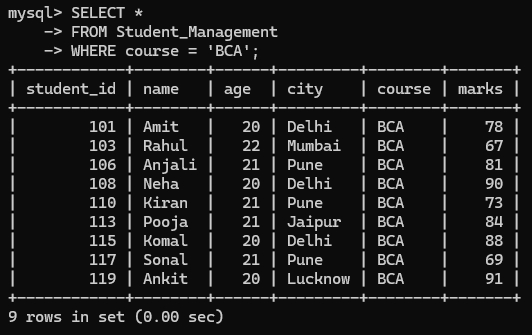 mysql> SELECT *
    -> FROM Student_Management
    -> WHERE course = 'BCA';
+------------+--------+------+---------+--------+-------+
| student_id | name   | age  | city    | course | marks |
+------------+--------+------+---------+--------+-------+
|        101 | Amit   |   20 | Delhi   | BCA    |    78 |
|        103 | Rahul  |   22 | Mumbai  | BCA    |    67 |
|        106 | Anjali |   21 | Pune    | BCA    |    81 |
|        108 | Neha   |   20 | Delhi   | BCA    |    90 |
|        110 | Kiran  |   21 | Pune    | BCA    |    73 |
|        113 | Pooja  |   21 | Jaipur  | BCA    |    84 |
|        115 | Komal  |   20 | Delhi   | BCA    |    88 |
|        117 | Sonal  |   21 | Pune    | BCA    |    69 |
|        119 | Ankit  |   20 | Lucknow | BCA    |    91 |
+------------+--------+------+---------+--------+-------+
9 rows in set (0.00 sec)